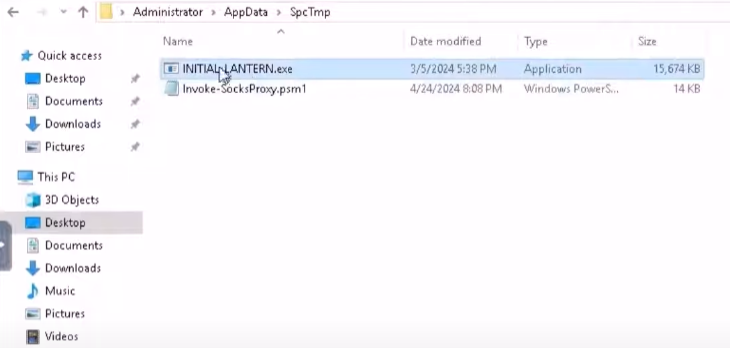 Administrator > AppData > SpcTmp
Name Date modified Type Size
Quick access
Desktop
Documents
Downloads
Pictures
This PC
3D Objects
Desktop
Documents
Downloads
Music
Pictures
Videos
INITIAL_LANTERN.exe 3/5/2024 5:38 PM Application 15,674 KB
Invoke-SocksProxy.psm1 4/24/2024 8:08 PM Windows PowerS... 14 KB